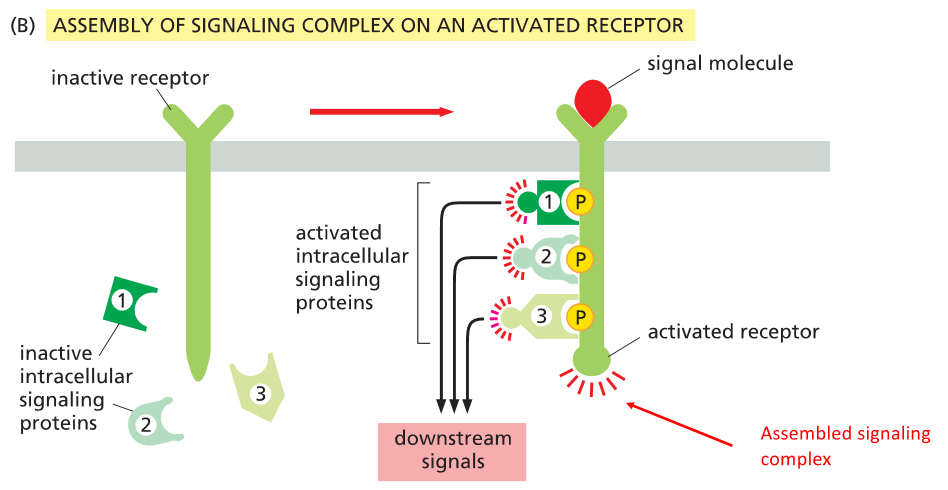 (B) ASSEMBLY OF SIGNALING COMPLEX ON AN ACTIVATED RECEPTOR
inactive receptor
signal molecule
activated
intracellular
signaling
proteins
1
P
2
P
3
P
1
inactive
intracellular
signaling
proteins
2
3
activated receptor
downstream
signals
Assembled signaling
complex